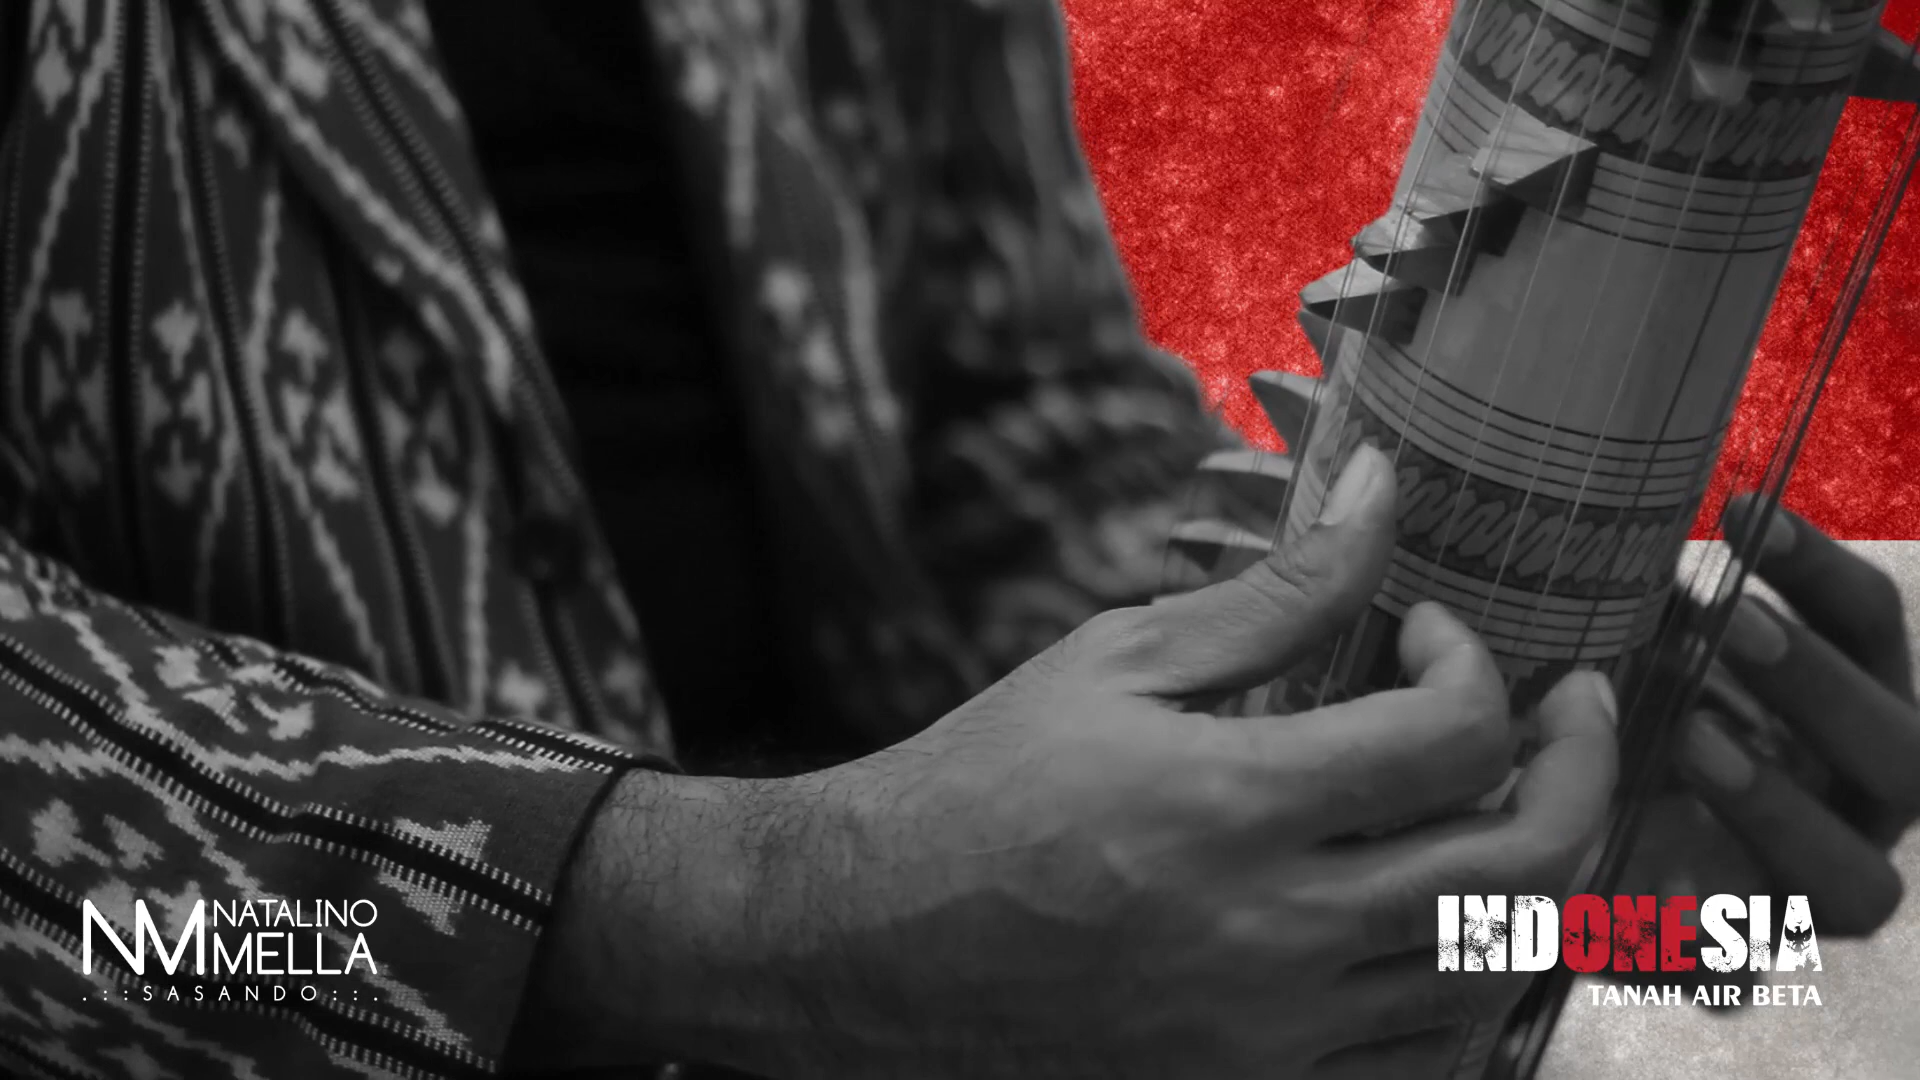 NM NATALINO
MELLA
.::SASANDO::.
INDONESIA
TANAH AIR BETA